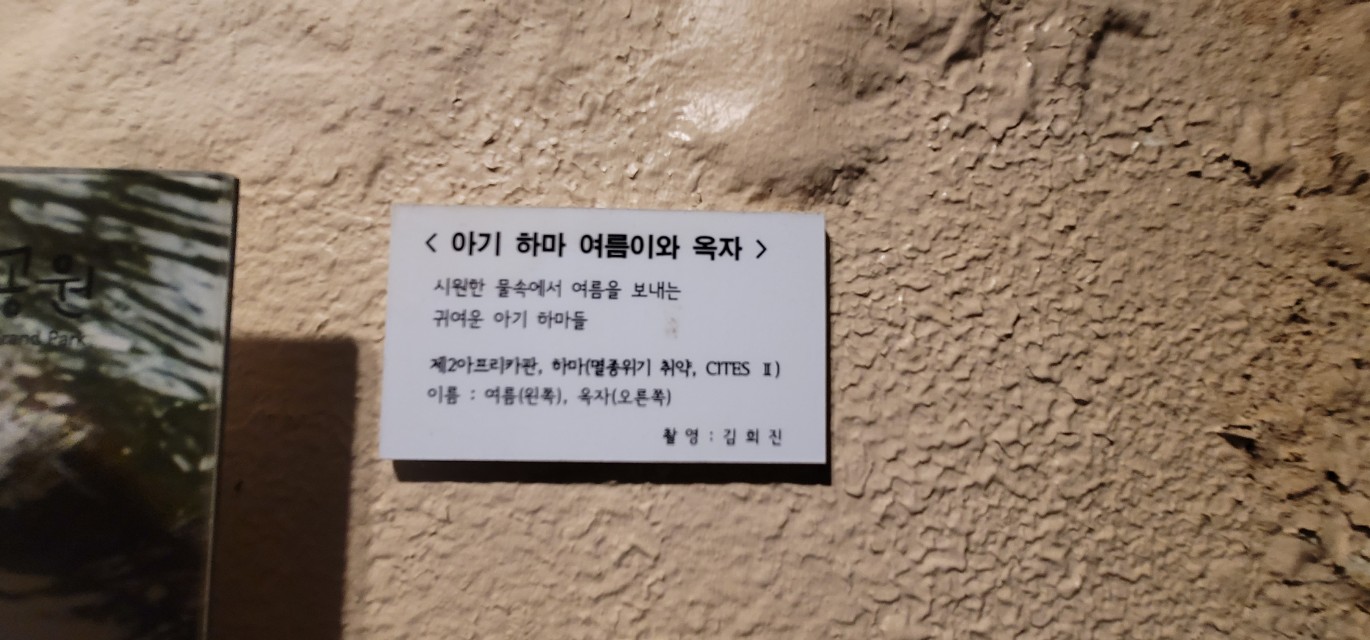 공원
Grand Park
< 아기 하마 여름이와 옥자 >
시원한 물속에서 여름을 보내는
귀여운 아기 하마들
제2아프리카관, 하마(멸종위기 취약, CITES Ⅱ)
이름 : 여름(왼쪽), 옥자(오른쪽)
촬 영 : 김 희 진